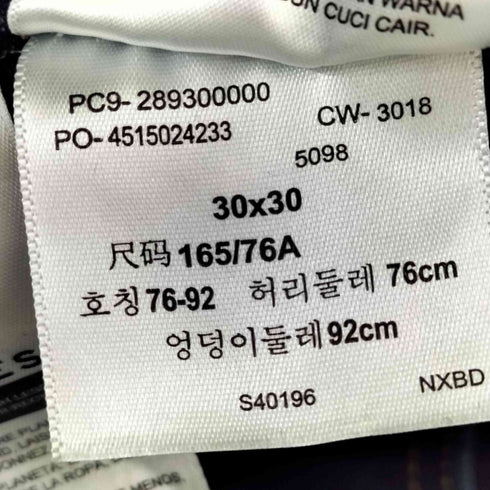 WARNA
CUCI CAIR.
PC9- 289300000
PO- 4515024233
CW- 3018
5098
30x30
尺码 165/76A
호칭 76-92 허리둘레 76cm
엉덩이둘레 92cm
S40196
NXBD